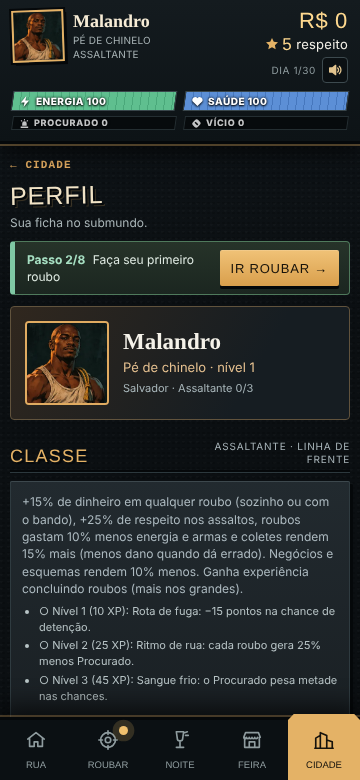 Malandro
PÉ DE CHINELO
ASSALTANTE
R$ 0
5 respeito
DIA 1/30
ENERGIA 100
SAÚDE 100
PROCURADO 0
VÍCIO 0
← CIDADE
PERFIL
Sua ficha no submundo.
Passo 2/8 Faça seu primeiro
roubo
IR ROUBAR →
Malandro
Pé de chinelo · nível 1
Salvador · Assaltante 0/3
CLASSE
ASSALTANTE · LINHA DE
FRENTE
+15% de dinheiro em qualquer roubo (sozinho ou com
o bando), +25% de respeito nos assaltos, roubos
gastam 10% menos energia e armas e coletes rendem
15% mais (menos dano quando dá errado). Negócios e
esquemas rendem 10% menos. Ganha experiência
concluindo roubos (mais nos grandes).
• ○ Nível 1 (10 XP): Rota de fuga: −15 pontos na chance de
detenção.
• ○ Nível 2 (25 XP): Ritmo de rua: cada roubo gera 25%
menos Procurado.
• ○ Nível 3 (45 XP): Sangue frio: o Procurado pesa metade
nas chances.
RUA
ROUBAR
NOITE
FEIRA
CIDADE